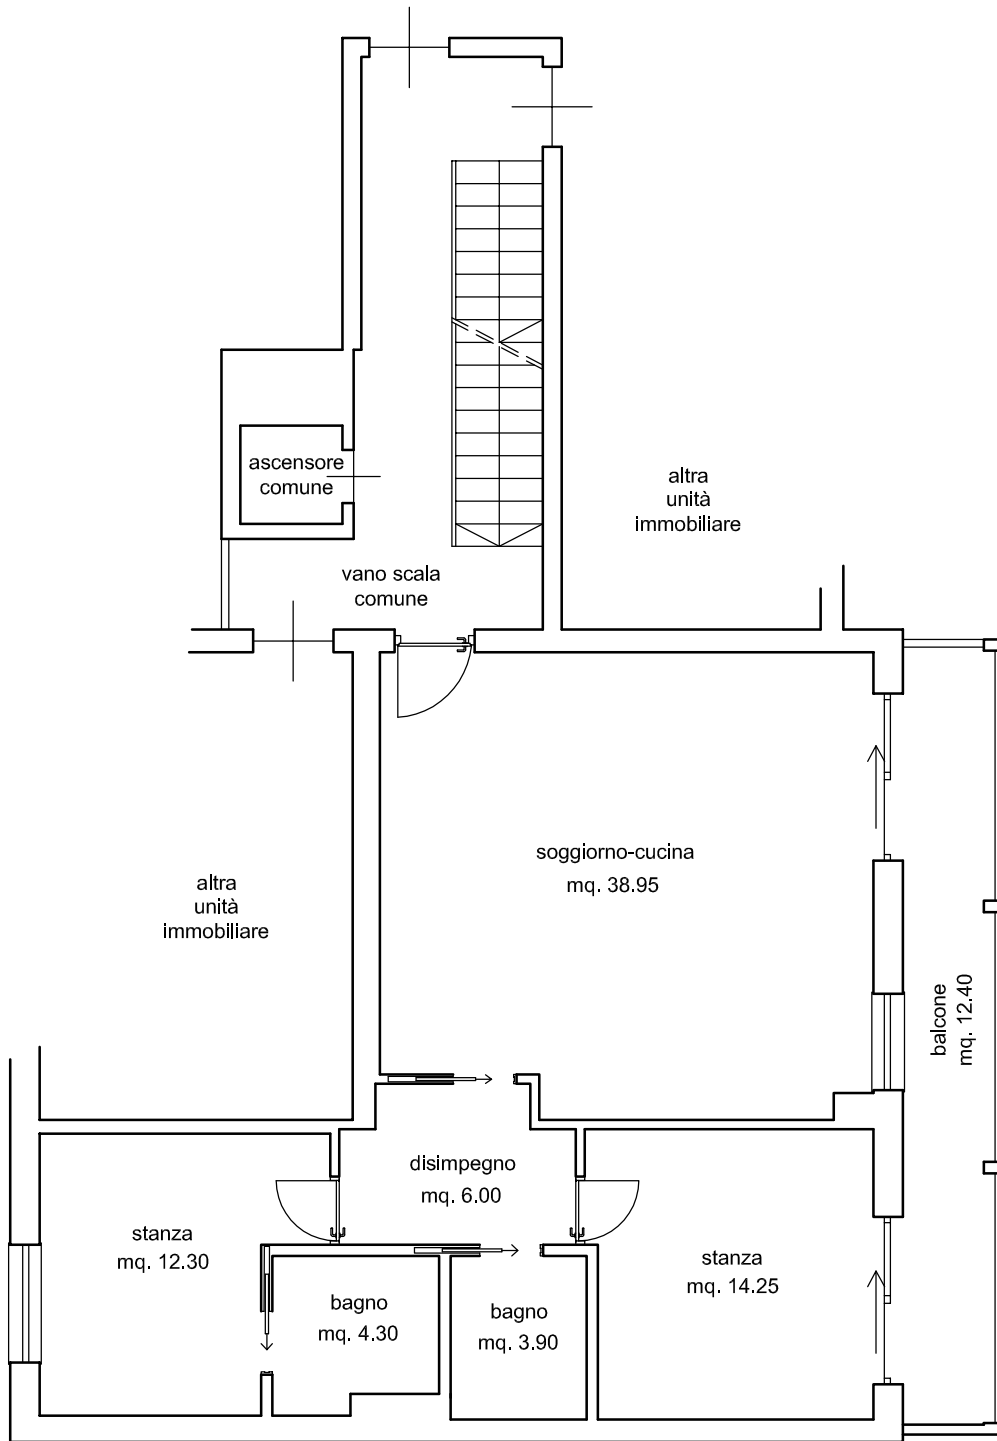 ascensore
comune
altra
unità
immobiliare
vano scala
comune
soggiorno-cucina
mq. 38.95
altra
unità
immobiliare
balcone
mq. 12.40
disimpegno
mq. 6.00
stanza
mq. 12.30
stanza
mq. 14.25
bagno
mq. 4.30
bagno
mq. 3.90